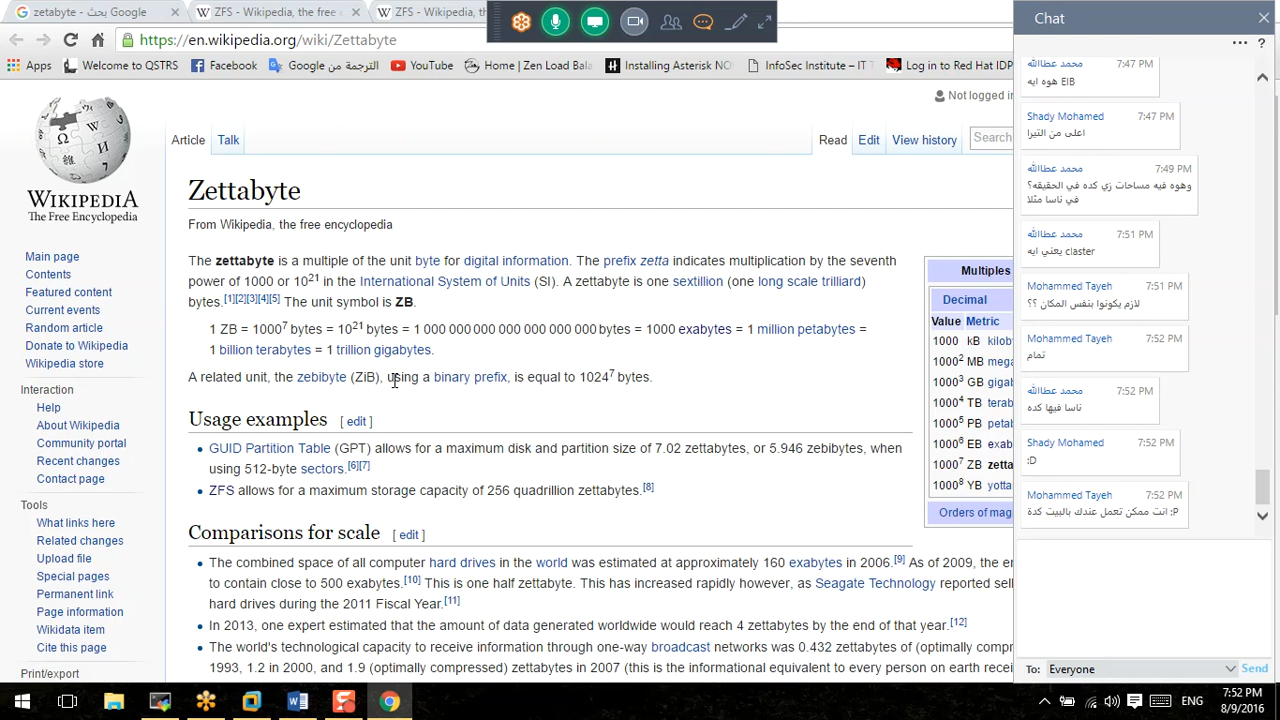 zettabyte - بحث Google
ZFS - Wikipedia, the free
ZFS - Wikipedia, the f
https://en.wikipedia.org/wiki/Zettabyte
Apps
Welcome to QSTRS
Facebook
الترجمة من Google
YouTube
Home | Zen Load Bala
Installing Asterisk NO
InfoSec Institute – IT T
Log in to Red Hat IDP
Not logged in
WIKIPEDIA
The Free Encyclopedia
Article
Talk
Read
Edit
View history
Search
Main page
Contents
Featured content
Current events
Random article
Donate to Wikipedia
Wikipedia store
Interaction
Help
About Wikipedia
Community portal
Recent changes
Contact page
Tools
What links here
Related changes
Upload file
Special pages
Permanent link
Page information
Wikidata item
Cite this page
Print/export
Zettabyte
From Wikipedia, the free encyclopedia
The zettabyte is a multiple of the unit byte for digital information. The prefix zetta indicates multiplication by the seventh
power of 1000 or 10²¹ in the International System of Units (SI). A zettabyte is one sextillion (one long scale trilliard)
bytes.[1][2][3][4][5] The unit symbol is ZB.
1 ZB = 1000⁷ bytes = 10²¹ bytes = 1 000 000 000 000 000 000 000 bytes = 1000 exabytes = 1 million petabytes =
1 billion terabytes = 1 trillion gigabytes.
A related unit, the zebibyte (ZiB), using a binary prefix, is equal to 1024⁷ bytes.
Usage examples [edit]
• GUID Partition Table (GPT) allows for a maximum disk and partition size of 7.02 zettabytes, or 5.946 zebibytes, when
using 512-byte sectors.[6][7]
• ZFS allows for a maximum storage capacity of 256 quadrillion zettabytes.[8]
Comparisons for scale [edit]
• The combined space of all computer hard drives in the world was estimated at approximately 160 exabytes in 2006.[9] As of 2009, the en
to contain close to 500 exabytes.[10] This is one half zettabyte. This has increased rapidly however, as Seagate Technology reported sell
hard drives during the 2011 Fiscal Year.[11]
• In 2013, one expert estimated that the amount of data generated worldwide would reach 4 zettabytes by the end of that year.[12]
• The world's technological capacity to receive information through one-way broadcast networks was 0.432 zettabytes of (optimally comp
1993, 1.2 in 2000, and 1.9 (optimally compressed) zettabytes in 2007 (this is the informational equivalent to every person on earth recei
Multiples
Decimal
Value Metric
1000 kB kilob
1000² MB mega
1000³ GB giga
1000⁴ TB tera
1000⁵ PB peta
1000⁶ EB exab
1000⁷ ZB zetta
1000⁸ YB yotta
Orders of mag
Chat
... ?
محمد عطاالله 7:47 PM
EIB هوه ايه
Shady Mohamed 7:47 PM
اعلى من التيرا
محمد عطاالله 7:49 PM
وهوه فيه مساحات زي كده في الحقيقه؟
في ناسا مثلا
محمد عطاالله 7:51 PM
claster يعني ايه
Mohammed Tayeh 7:51 PM
لازم يكونوا بنفس المكان ؟؟
Mohammed Tayeh 7:52 PM
تمام
محمد عطاالله 7:52 PM
ناسا فيها كده
Shady Mohamed 7:52 PM
:D
Mohammed Tayeh 7:52 PM
انت ممكن تعمل عندك بالبيت كدة :P
To: Everyone
Send
ENG
7:52 PM
8/9/2016